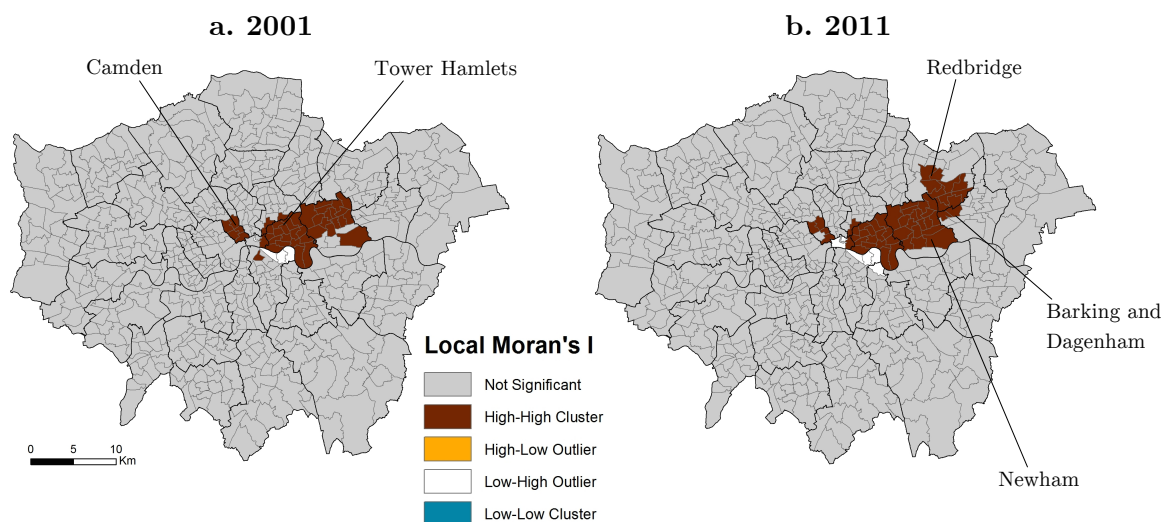 a. 2001
b. 2011
Camden
Tower Hamlets
Redbridge
Barking and
Dagenham
Newham
Local Moran's I
Not Significant
High-High Cluster
High-Low Outlier
Low-High Outlier
Low-Low Cluster
0 5 10
Km